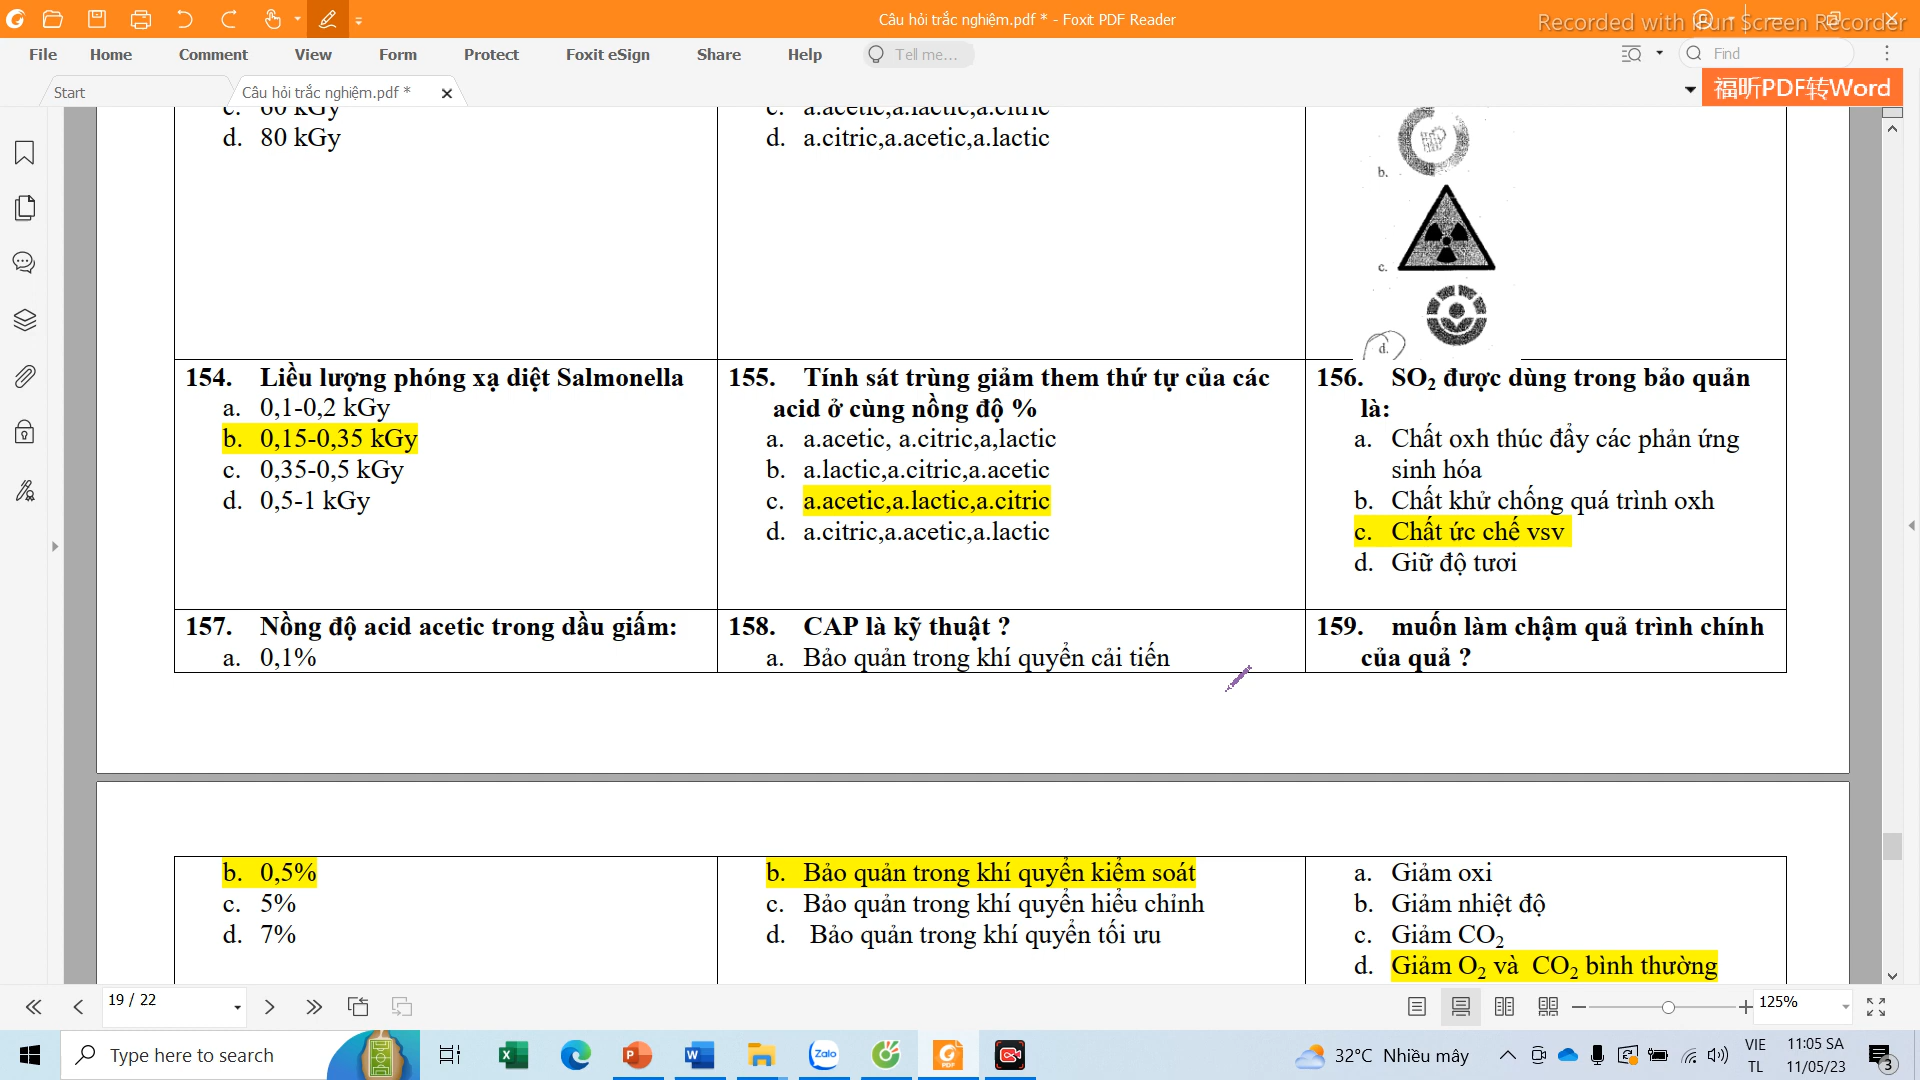 Câu hỏi trắc nghiệm.pdf * - Foxit PDF Reader
Recorded with iFun Screen Recorder
File Home Comment View Form Protect Foxit eSign Share Help Tell me... Find
Start Câu hỏi trắc nghiệm.pdf * 福昕PDF转Word
c. 60 kGy
d. 80 kGy
c. a.acetic,a.lactic,a.citric
d. a.citric,a.acetic,a.lactic
b.
c.
d.
154. Liều lượng phóng xạ diệt Salmonella
a. 0,1-0,2 kGy
b. 0,15-0,35 kGy
c. 0,35-0,5 kGy
d. 0,5-1 kGy
155. Tính sát trùng giảm them thứ tự của các
acid ở cùng nồng độ %
a. a.acetic, a.citric,a,lactic
b. a.lactic,a.citric,a.acetic
c. a.acetic,a.lactic,a.citric
d. a.citric,a.acetic,a.lactic
156. SO2 được dùng trong bảo quản
là:
a. Chất oxh thúc đẩy các phản ứng
sinh hóa
b. Chất khử chống quá trình oxh
c. Chất ức chế vsv
d. Giữ độ tươi
157. Nồng độ acid acetic trong dầu giấm:
a. 0,1%
158. CAP là kỹ thuật ?
a. Bảo quản trong khí quyển cải tiến
159. muốn làm chậm quả trình chính
của quả ?
b. 0,5%
c. 5%
d. 7%
b. Bảo quản trong khí quyển kiểm soát
c. Bảo quản trong khí quyển hiểu chỉnh
d. Bảo quản trong khí quyển tối ưu
a. Giảm oxi
b. Giảm nhiệt độ
c. Giảm CO2
d. Giảm O2 và CO2 bình thường
19 / 22
125%
Type here to search
Zalo
32°C Nhiều mây
VIE
TL
11:05 SA
11/05/23
3